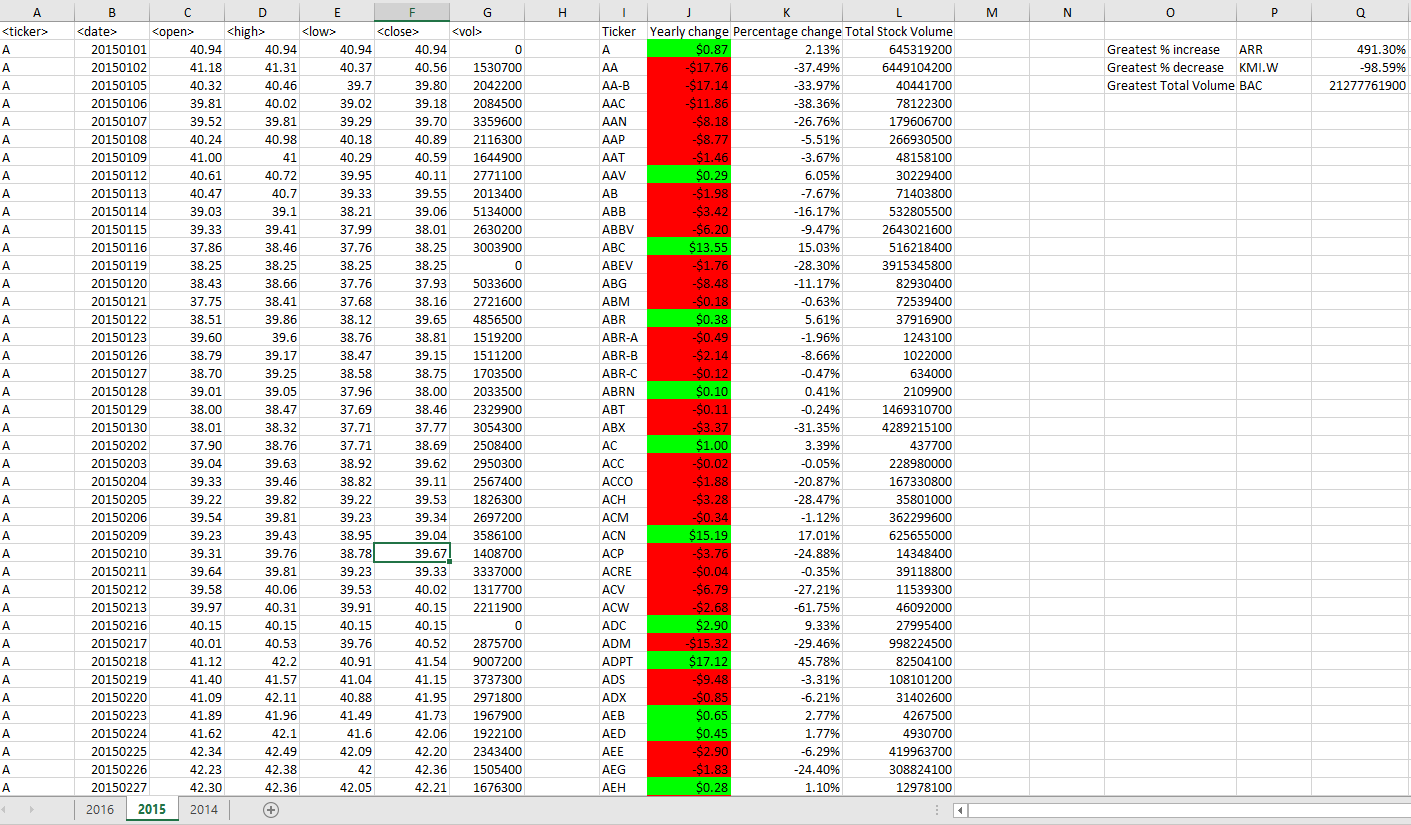 A B C D E F G H I J K L M N O P Q
<ticker> <date> <open> <high> <low> <close> <vol> Ticker Yearly change Percentage change Total Stock Volume
A 20150101 40.94 40.94 40.94 40.94 0 A $0.87 2.13% 645319200 Greatest % increase ARR 491.30%
A 20150102 41.18 41.31 40.37 40.56 1530700 AA -$17.76 -37.49% 6449104200 Greatest % decrease KMI.W -98.59%
A 20150105 40.32 40.46 39.7 39.80 2042200 AA-B -$17.14 -33.97% 40441700 Greatest Total Volume BAC 21277761900
A 20150106 39.81 40.02 39.02 39.18 2084500 AAC -$11.86 -38.36% 78122300
A 20150107 39.52 39.81 39.29 39.70 3359600 AAN -$8.18 -26.76% 179606700
A 20150108 40.24 40.98 40.18 40.89 2116300 AAP -$8.77 -5.51% 266930500
A 20150109 41.00 41 40.29 40.59 1644900 AAT -$1.46 -3.67% 48158100
A 20150112 40.61 40.72 39.95 40.11 2771100 AAV $0.29 6.05% 30229400
A 20150113 40.47 40.7 39.33 39.55 2013400 AB -$1.98 -7.67% 71403800
A 20150114 39.03 39.1 38.21 39.06 5134000 ABB -$3.42 -16.17% 532805500
A 20150115 39.33 39.41 37.99 38.01 2630200 ABBV -$6.20 -9.47% 2643021600
A 20150116 37.86 38.46 37.76 38.25 3003900 ABC $13.55 15.03% 516218400
A 20150119 38.25 38.25 38.25 38.25 0 ABEV -$1.76 -28.30% 3915345800
A 20150120 38.43 38.66 37.76 37.93 5033600 ABG -$8.48 -11.17% 82930400
A 20150121 37.75 38.41 37.68 38.16 2721600 ABM -$0.18 -0.63% 72539400
A 20150122 38.51 39.86 38.12 39.65 4856500 ABR $0.38 5.61% 37916900
A 20150123 39.60 39.6 38.76 38.81 1519200 ABR-A -$0.49 -1.96% 1243100
A 20150126 38.79 39.17 38.47 39.15 1511200 ABR-B -$2.14 -8.66% 1022000
A 20150127 38.70 39.25 38.58 38.75 1703500 ABR-C -$0.12 -0.47% 634000
A 20150128 39.01 39.05 37.96 38.00 2033500 ABRN $0.10 0.41% 2109900
A 20150129 38.00 38.47 37.69 38.46 2329900 ABT -$0.11 -0.24% 1469310700
A 20150130 38.01 38.32 37.71 37.77 3054300 ABX -$3.37 -31.35% 4289215100
A 20150202 37.90 38.76 37.71 38.69 2508400 AC $1.00 3.39% 437700
A 20150203 39.04 39.63 38.92 39.62 2950300 ACC -$0.02 -0.05% 228980000
A 20150204 39.33 39.46 38.82 39.11 2567400 ACCO -$1.88 -20.87% 167330800
A 20150205 39.22 39.82 39.22 39.53 1826300 ACH -$3.28 -28.47% 35801000
A 20150206 39.54 39.81 39.23 39.34 2697200 ACM -$0.34 -1.12% 362299600
A 20150209 39.23 39.43 38.95 39.04 3586100 ACN $15.19 17.01% 625655000
A 20150210 39.31 39.76 38.78 39.67 1408700 ACP -$3.76 -24.88% 14348400
A 20150211 39.64 39.81 39.23 39.33 3337000 ACRE -$0.04 -0.35% 39118800
A 20150212 39.58 40.06 39.53 40.02 1317700 ACV -$6.79 -27.21% 11539300
A 20150213 39.97 40.31 39.91 40.15 2211900 ACW -$2.68 -61.75% 46092000
A 20150216 40.15 40.15 40.15 40.15 0 ADC $2.90 9.33% 27995400
A 20150217 40.01 40.53 39.76 40.52 2875700 ADM -$15.32 -29.46% 998224500
A 20150218 41.12 42.2 40.91 41.54 9007200 ADPT $17.12 45.78% 82504100
A 20150219 41.40 41.57 41.04 41.15 3737300 ADS -$9.48 -3.31% 108101200
A 20150220 41.09 42.11 40.88 41.95 2971800 ADX -$0.85 -6.21% 31402600
A 20150223 41.89 41.96 41.49 41.73 1967900 AEB $0.65 2.77% 4267500
A 20150224 41.62 42.1 41.6 42.06 1922100 AED $0.45 1.77% 4930700
A 20150225 42.34 42.49 42.09 42.20 2343400 AEE -$2.90 -6.29% 419963700
A 20150226 42.23 42.38 42 42.36 1505400 AEG -$1.83 -24.40% 308824100
A 20150227 42.30 42.36 42.05 42.21 1676300 AEH $0.28 1.10% 12978100
2016 2015 2014